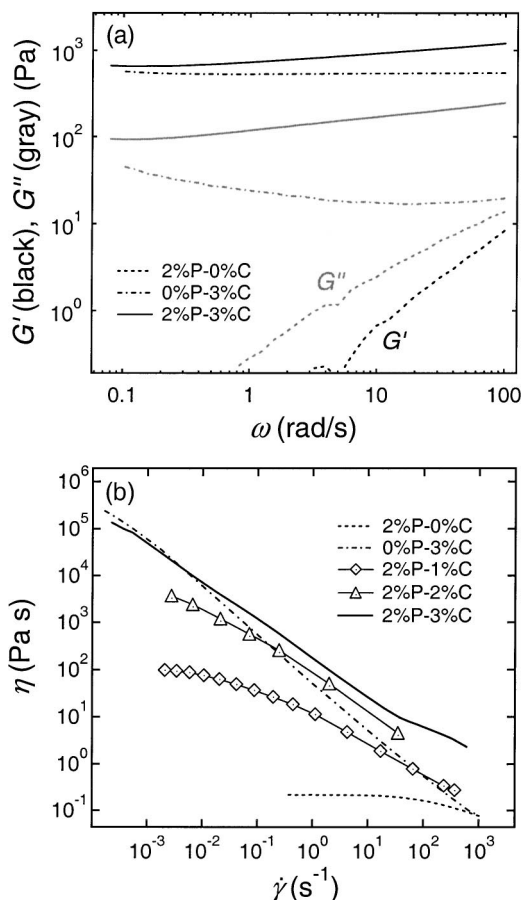 (a)
G′ (black), G″ (gray) (Pa)
10³
10²
10¹
10⁰
2%P-0%C
0%P-3%C
2%P-3%C
G″
G′
0.1 1 10 100
ω (rad/s)
(b)
η (Pa s)
10⁶
10⁵
10⁴
10³
10²
10¹
10⁰
10⁻¹
2%P-0%C
0%P-3%C
2%P-1%C
2%P-2%C
2%P-3%C
10⁻³ 10⁻² 10⁻¹ 10⁰ 10¹ 10² 10³
γ̇ (s⁻¹)